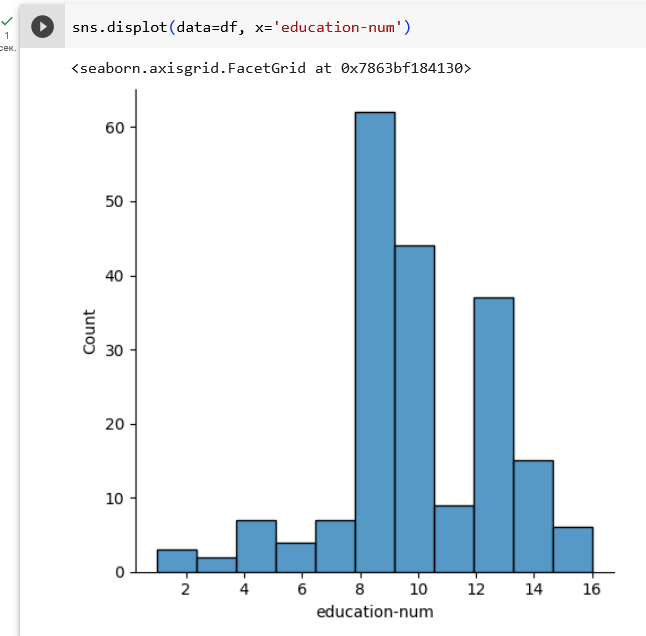 sns.displot(data=df, x='education-num')
1
сек.
<seaborn.axisgrid.FacetGrid at 0x7863bf184130>
60
50
40
30
20
10
0
Count
2 4 6 8 10 12 14 16
education-num